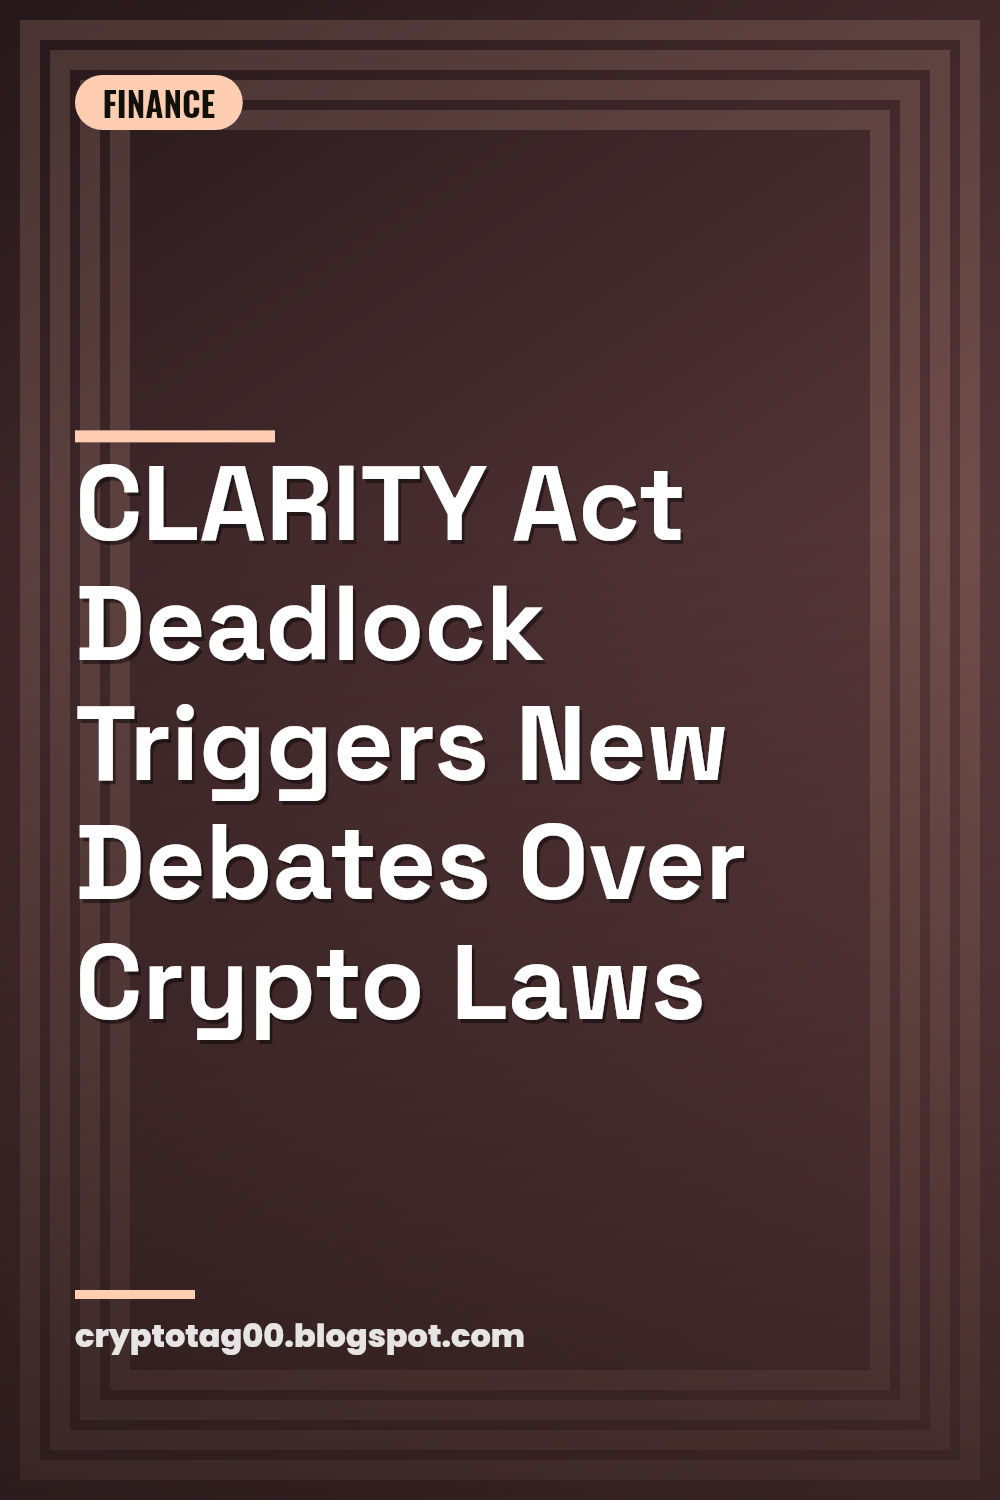 FINANCE
CLARITY Act
Deadlock
Triggers New
Debates Over
Crypto Laws
cryptotag00.blogspot.com